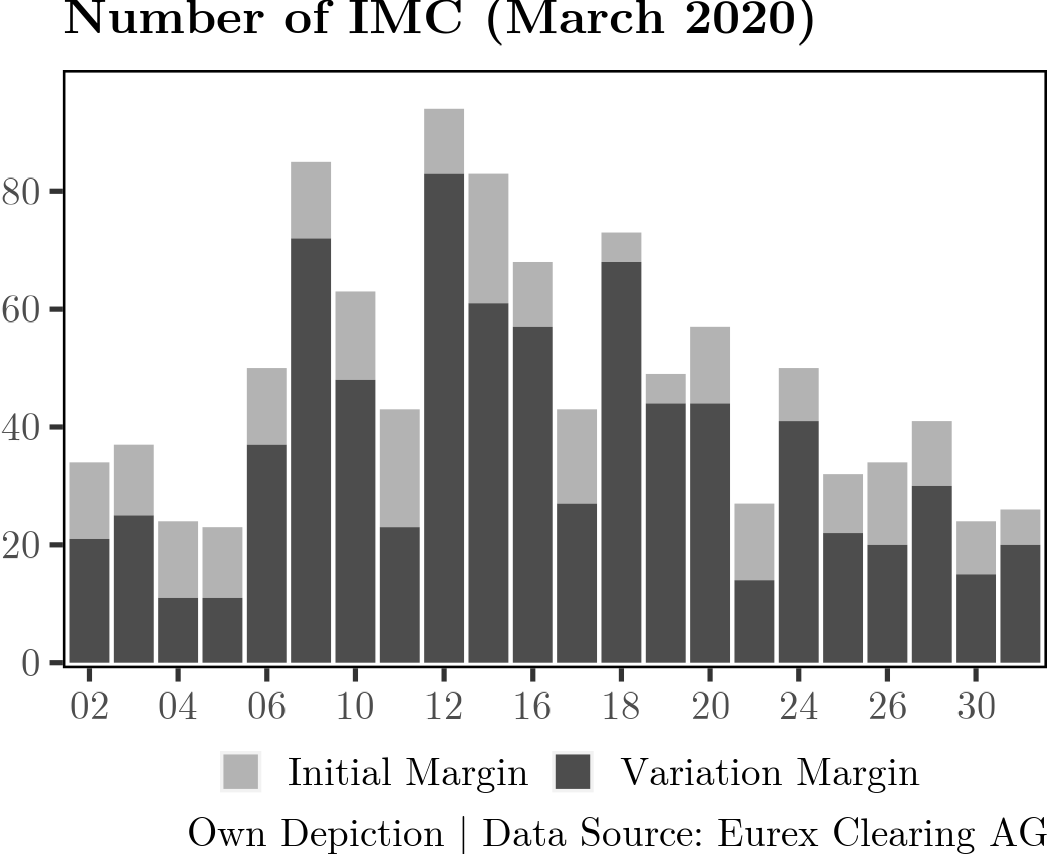 Number of IMC (March 2020)
80
60
40
20
0
02 04 06 10 12 16 18 20 24 26 30
Initial Margin Variation Margin
Own Depiction | Data Source: Eurex Clearing AG